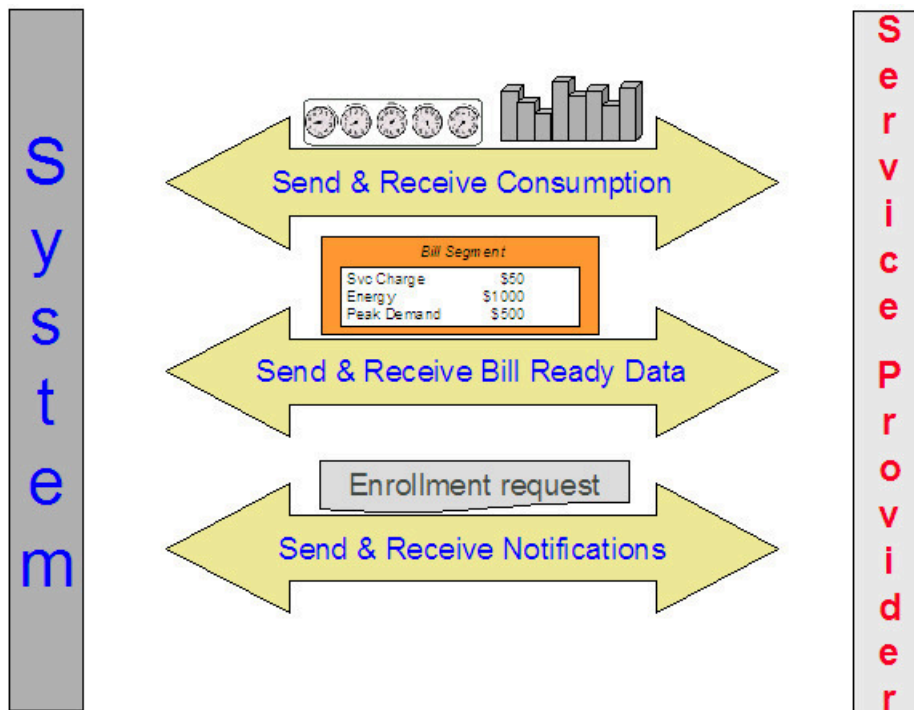 System
Send & Receive Consumption
Bill Segment
Svc Charge $50
Energy $1000
Peak Demand $500
Send & Receive Bill Ready Data
Enrollment request
Send & Receive Notifications
Service Provider